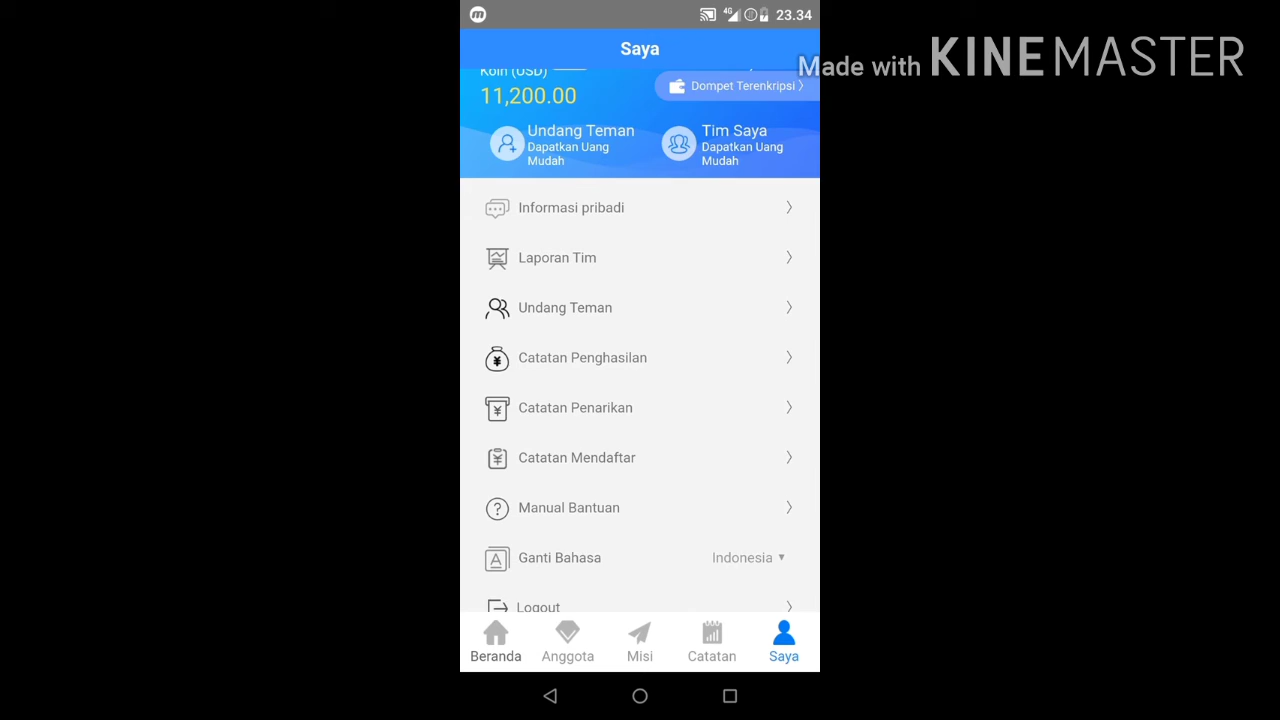 4G 23.34
Saya
Made with KINEMASTER
Koin (USD)
11,200.00
Dompet Terenkripsi
Undang Teman
Dapatkan Uang
Mudah
Tim Saya
Dapatkan Uang
Mudah
Informasi pribadi
Laporan Tim
Undang Teman
Catatan Penghasilan
Catatan Penarikan
Catatan Mendaftar
Manual Bantuan
Ganti Bahasa Indonesia
Logout
Beranda Anggota Misi Catatan Saya